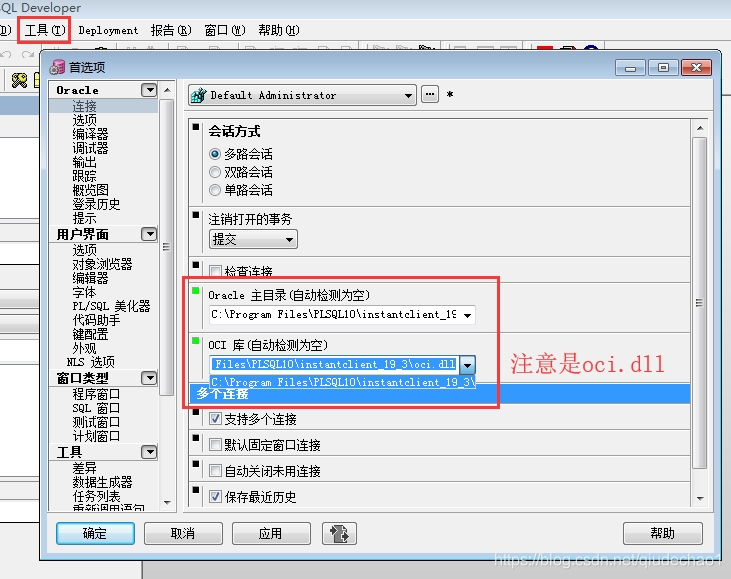 QL Developer
工具(T) Deployment 报告(R) 窗口(W) 帮助(H)
首选项
Oracle
连接
选项
编译器
调试器
输出
跟踪
概览图
登录历史
提示
用户界面
选项
对象浏览器
编辑器
字体
PL/SQL 美化器
代码助手
键配置
外观
NLS 选项
窗口类型
程序窗口
SQL 窗口
测试窗口
计划窗口
工具
差异
数据生成器
任务列表
重新调用语句
Default Administrator ... *
会话方式
多路会话
双路会话
单路会话
注销打开的事务
提交
检查连接
Oracle 主目录(自动检测为空)
C:\Program Files\PLSQL10\instantclient_19
OCI 库(自动检测为空)
Files\PLSQL10\instantclient_19_3\oci.dll
C:\Program Files\PLSQL10\instantclient_19_3\
注意是oci.dll
多个连接
支持多个连接
默认固定窗口连接
自动关闭未用连接
保存最近历史
确定 取消 应用 帮助
https://blog.csdn.net/qiudechao1